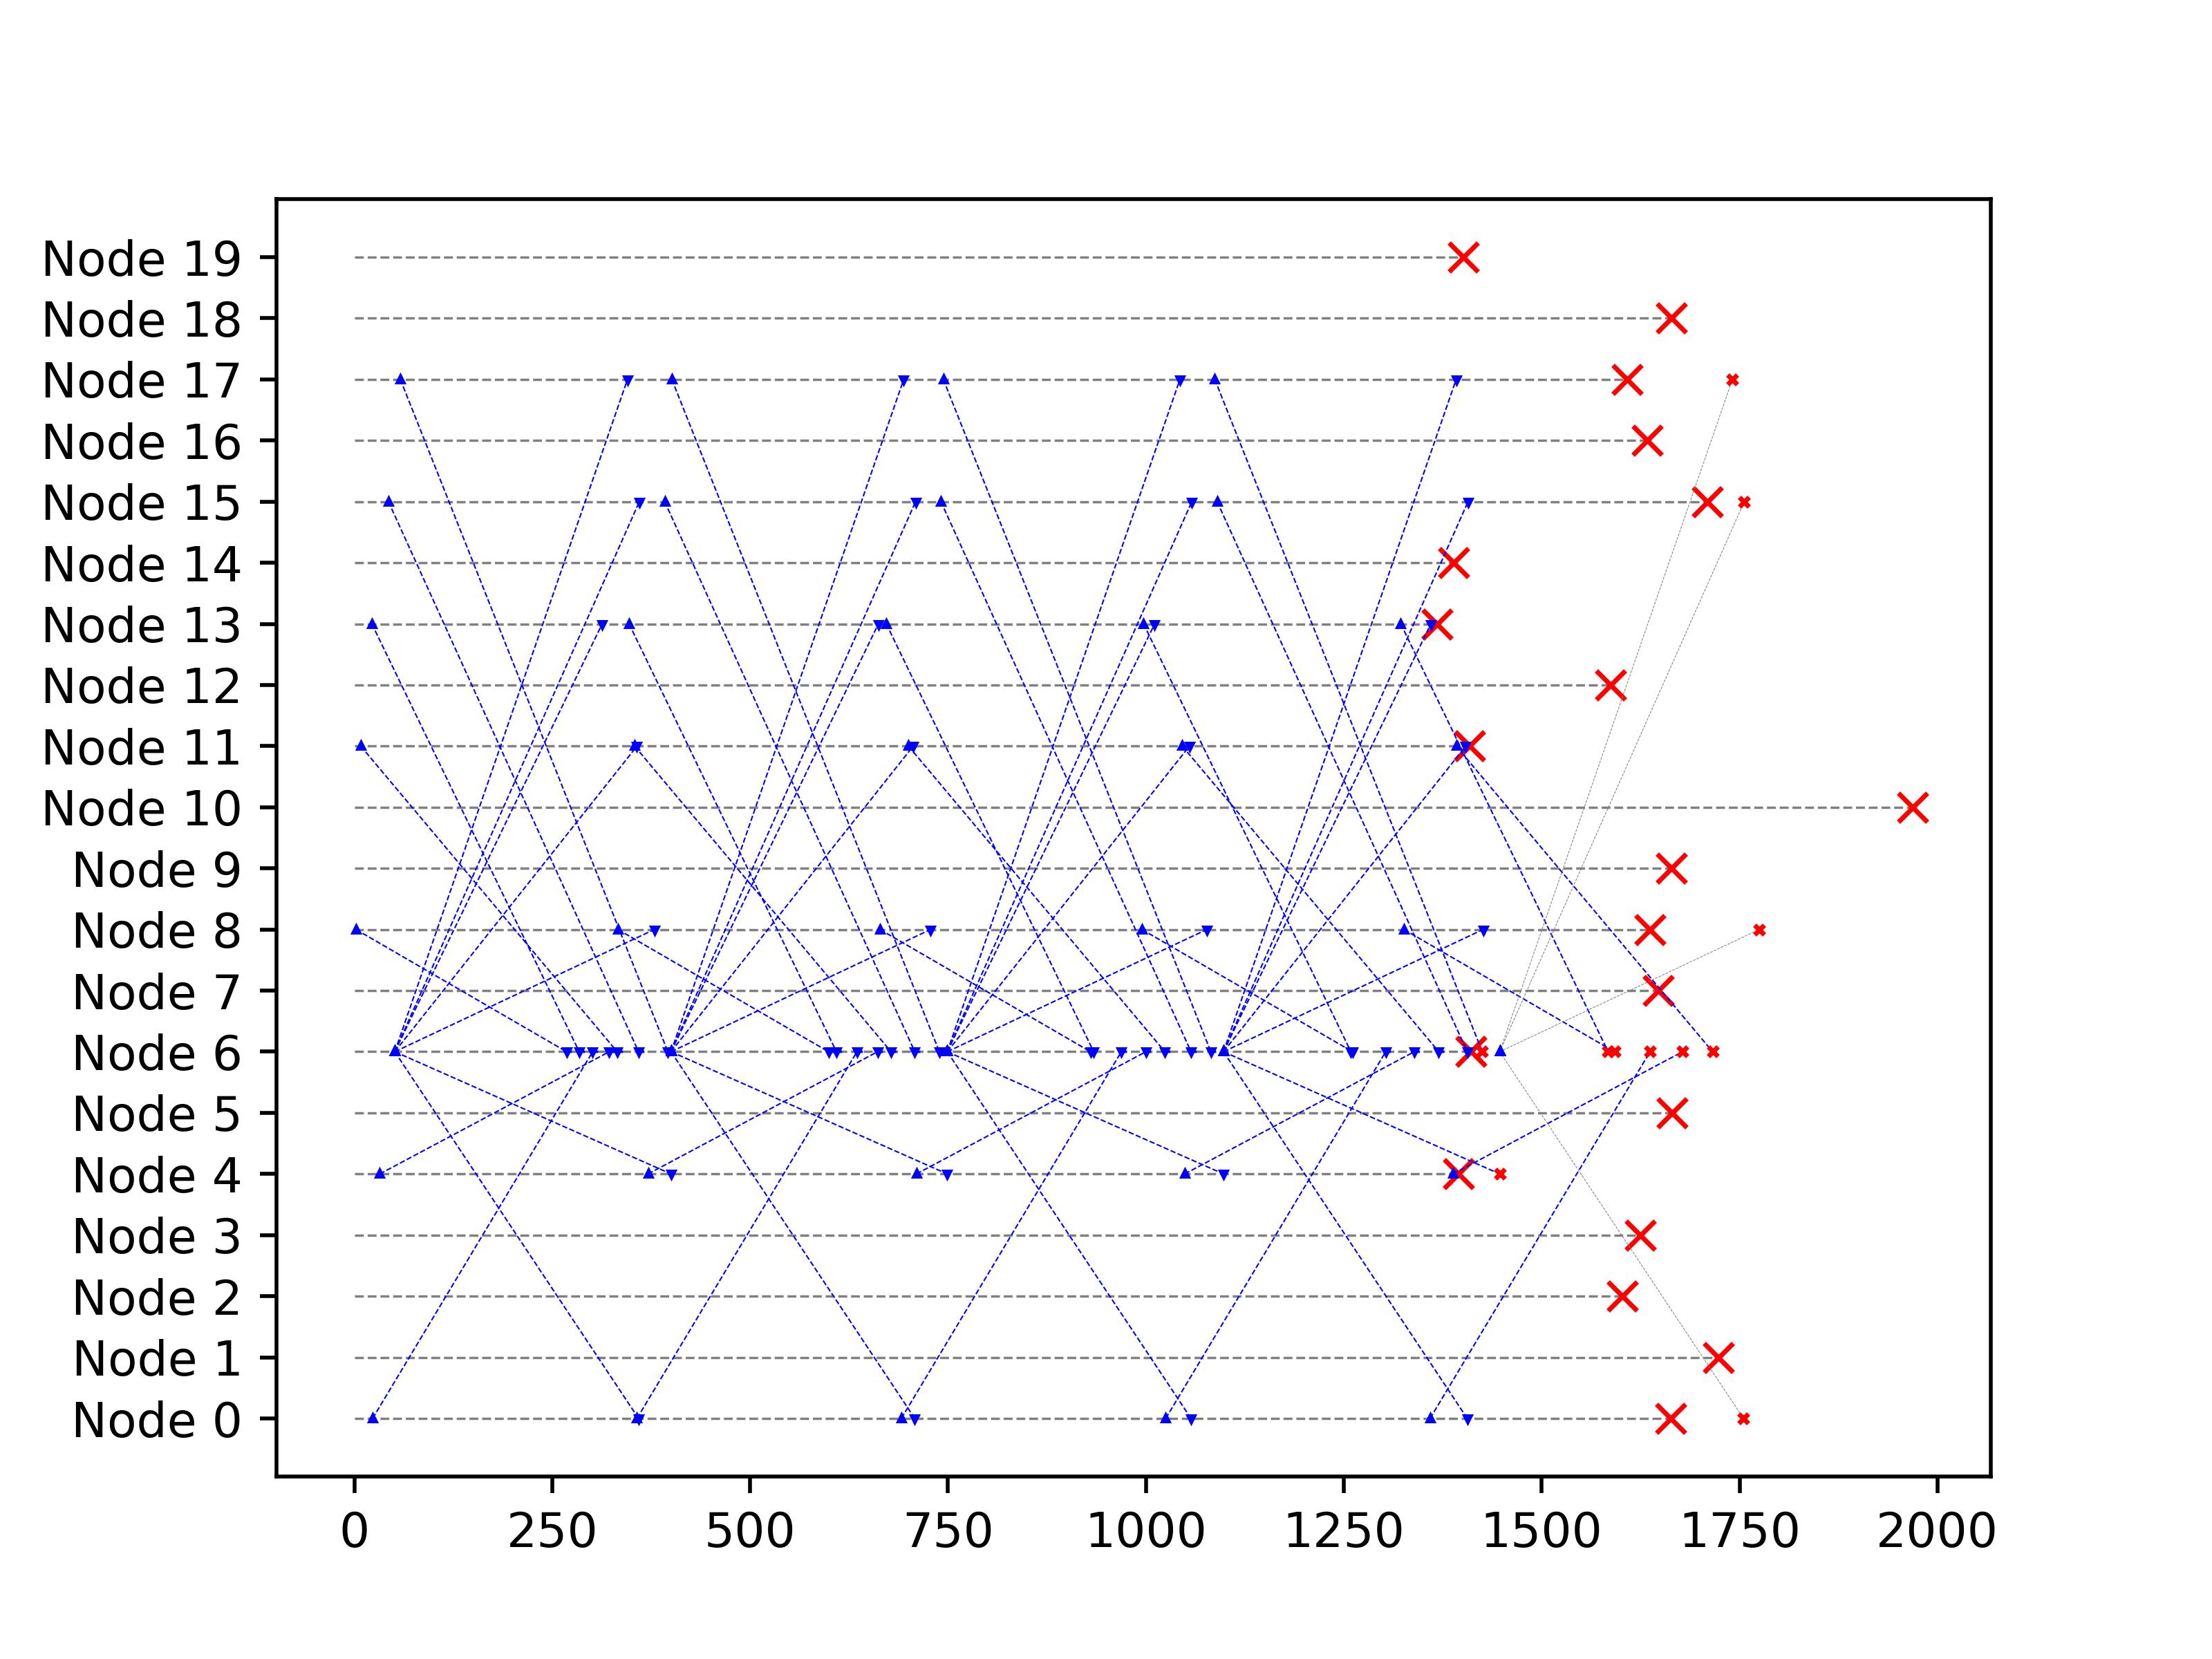 Node 19
Node 18
Node 17
Node 16
Node 15
Node 14
Node 13
Node 12
Node 11
Node 10
Node 9
Node 8
Node 7
Node 6
Node 5
Node 4
Node 3
Node 2
Node 1
Node 0
0 250 500 750 1000 1250 1500 1750 2000